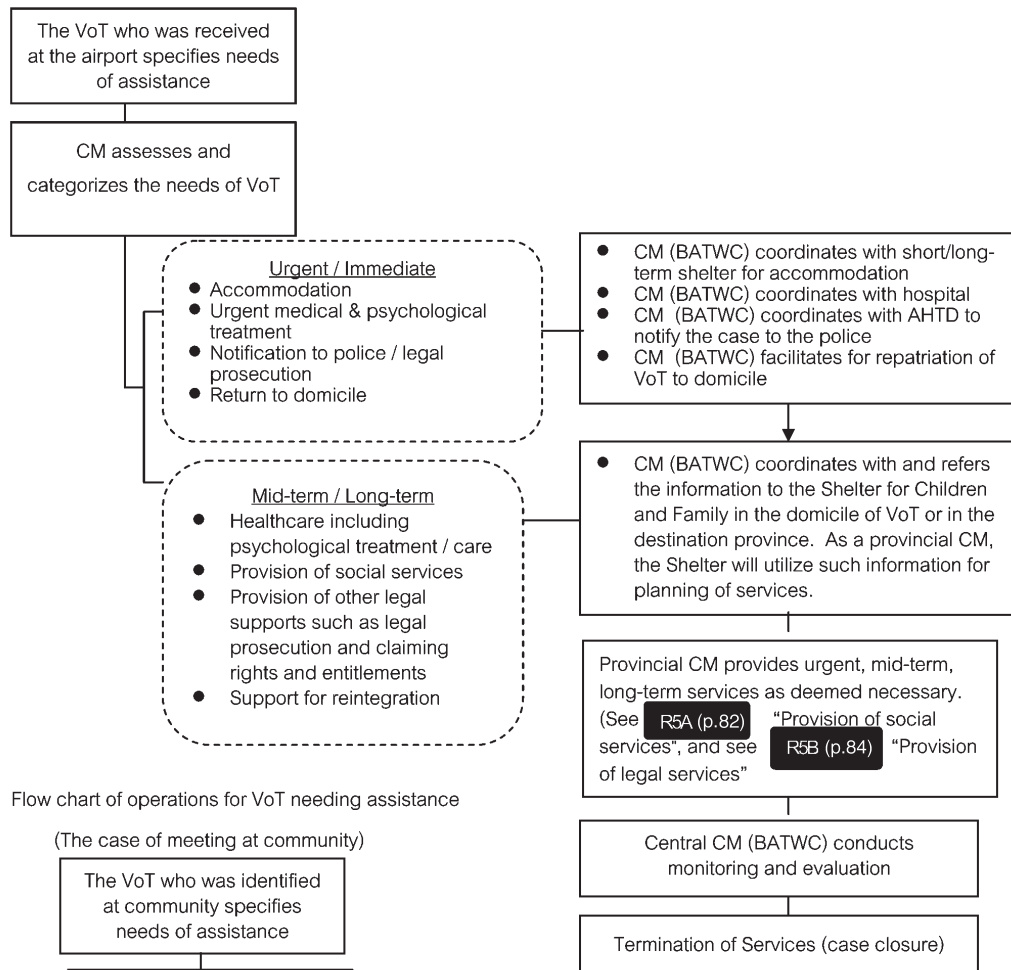 The VoT who was received
at the airport specifies needs
of assistance
CM assesses and
categorizes the needs of VoT
Urgent / Immediate
● Accommodation
● Urgent medical & psychological
treatment
● Notification to police / legal
prosecution
● Return to domicile
● CM (BATWC) coordinates with short/long-
term shelter for accommodation
● CM (BATWC) coordinates with hospital
● CM (BATWC) coordinates with AHTD to
notify the case to the police
● CM (BATWC) facilitates for repatriation of
VoT to domicile
Mid-term / Long-term
● Healthcare including
psychological treatment / care
● Provision of social services
● Provision of other legal
supports such as legal
prosecution and claiming
rights and entitlements
● Support for reintegration
● CM (BATWC) coordinates with and refers
the information to the Shelter for Children
and Family in the domicile of VoT or in the
destination province. As a provincial CM,
the Shelter will utilize such information for
planning of services.
Provincial CM provides urgent, mid-term,
long-term services as deemed necessary.
(See R5A (p.82) “Provision of social
services", and see R5B (p.84) “Provision
of legal services”
Central CM (BATWC) conducts
monitoring and evaluation
Termination of Services (case closure)
Flow chart of operations for VoT needing assistance
(The case of meeting at community)
The VoT who was identified
at community specifies
needs of assistance